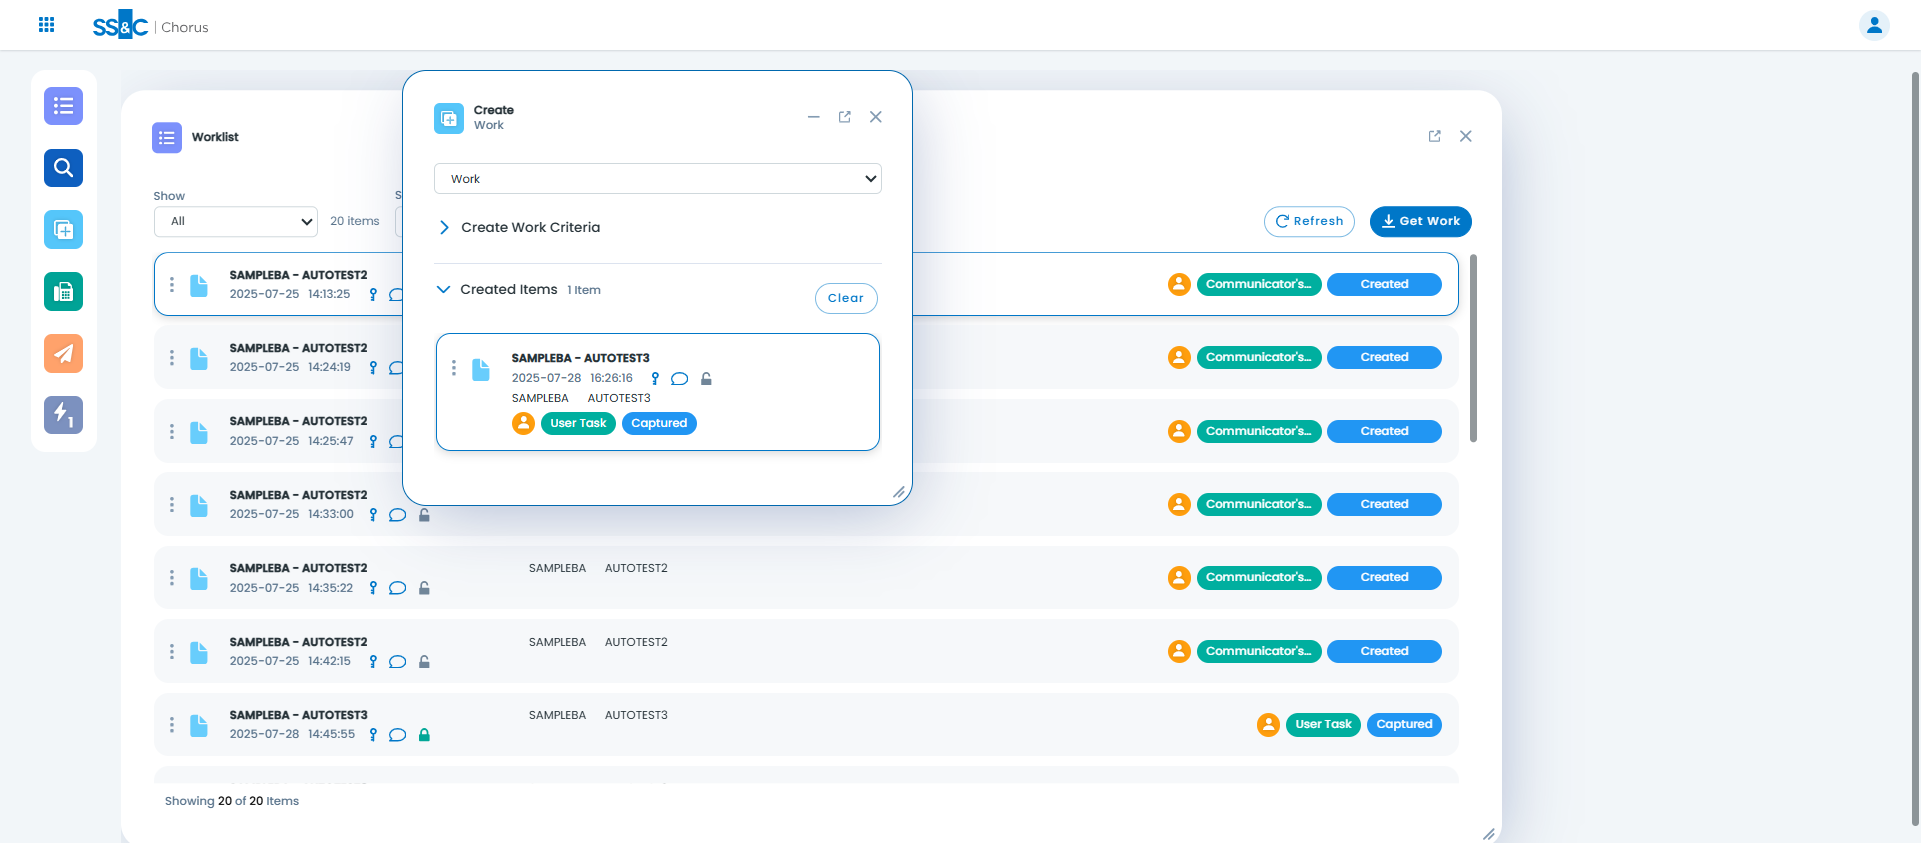 SS&C | Chorus
Create
Work
Worklist
Work
Show
S
All
20 items
Refresh
Get Work
Create Work Criteria
Created Items 1 Item
Clear
SAMPLEBA - AUTOTEST3
2025-07-28 16:26:16
SAMPLEBA AUTOTEST3
User Task Captured
SAMPLEBA - AUTOTEST2
2025-07-25 14:13:25
Communicator's... Created
SAMPLEBA - AUTOTEST2
2025-07-25 14:24:19
Communicator's... Created
SAMPLEBA - AUTOTEST2
2025-07-25 14:25:47
Communicator's... Created
SAMPLEBA - AUTOTEST2
2025-07-25 14:33:00
Communicator's... Created
SAMPLEBA - AUTOTEST2 SAMPLEBA AUTOTEST2
2025-07-25 14:35:22
Communicator's... Created
SAMPLEBA - AUTOTEST2 SAMPLEBA AUTOTEST2
2025-07-25 14:42:15
Communicator's... Created
SAMPLEBA - AUTOTEST3 SAMPLEBA AUTOTEST3
2025-07-28 14:45:55
User Task Captured
1
Showing 20 of 20 Items